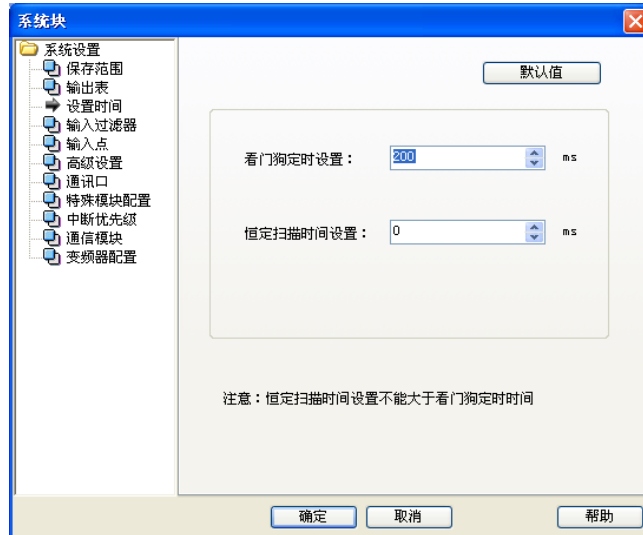 系统块
系统设置
保存范围
输出表
设置时间
输入过滤器
输入点
高级设置
通讯口
特殊模块配置
中断优先级
通信模块
变频器配置
默认值
看门狗定时设置： 200 ms
恒定扫描时间设置： 0 ms
注意：恒定扫描时间设置不能大于看门狗定时时间
确定 取消 帮助